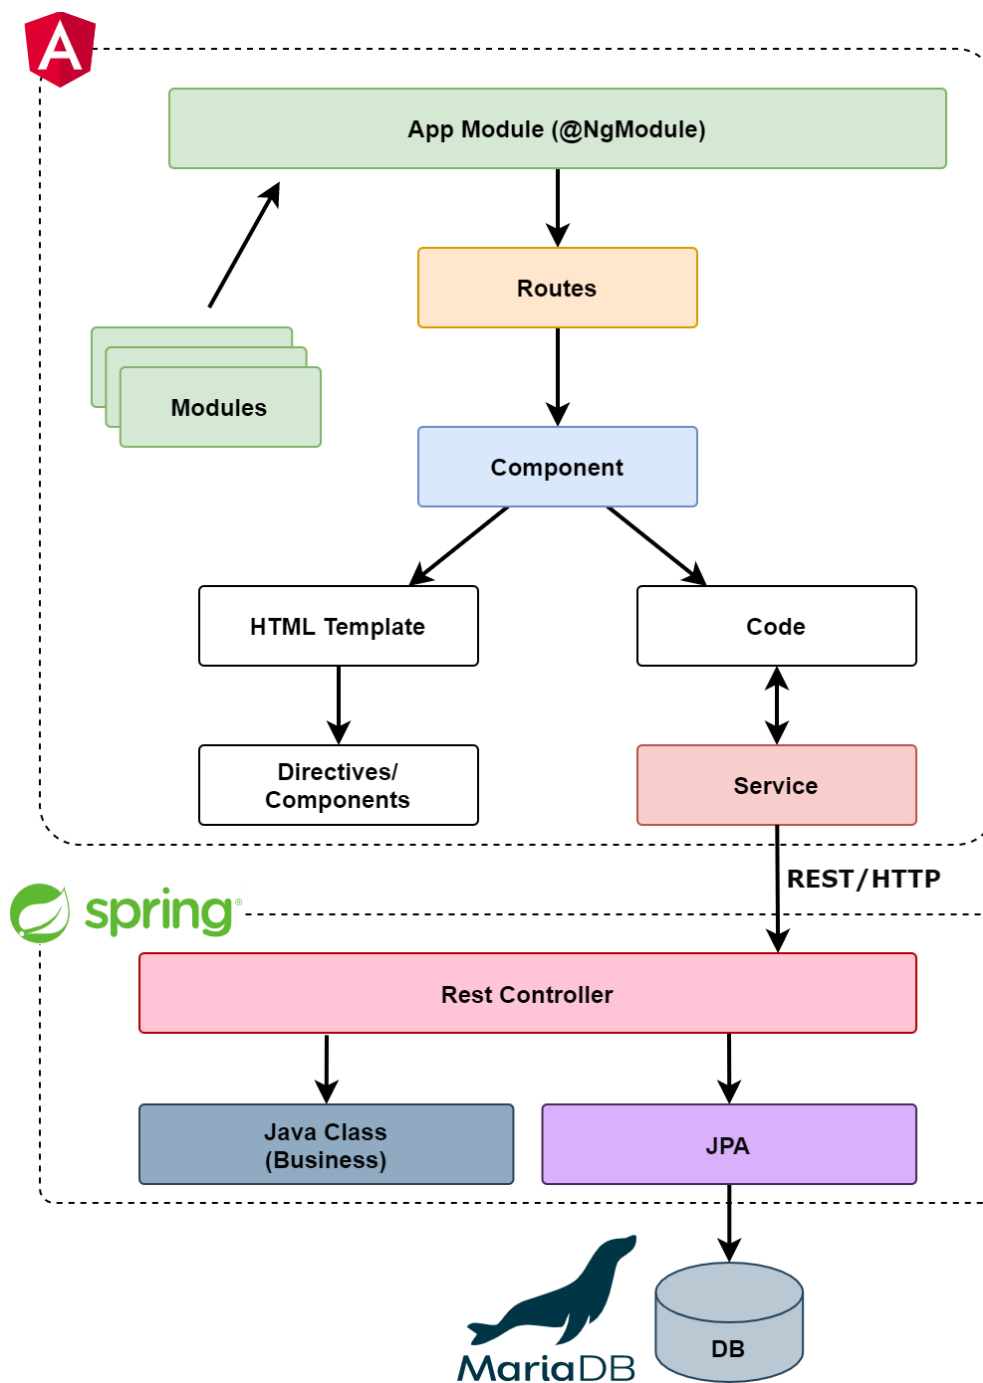 A
App Module (@NgModule)
Routes
Modules
Component
HTML Template
Code
Directives/
Components
Service
REST/HTTP
spring®
Rest Controller
Java Class
(Business)
JPA
MariaDB
DB